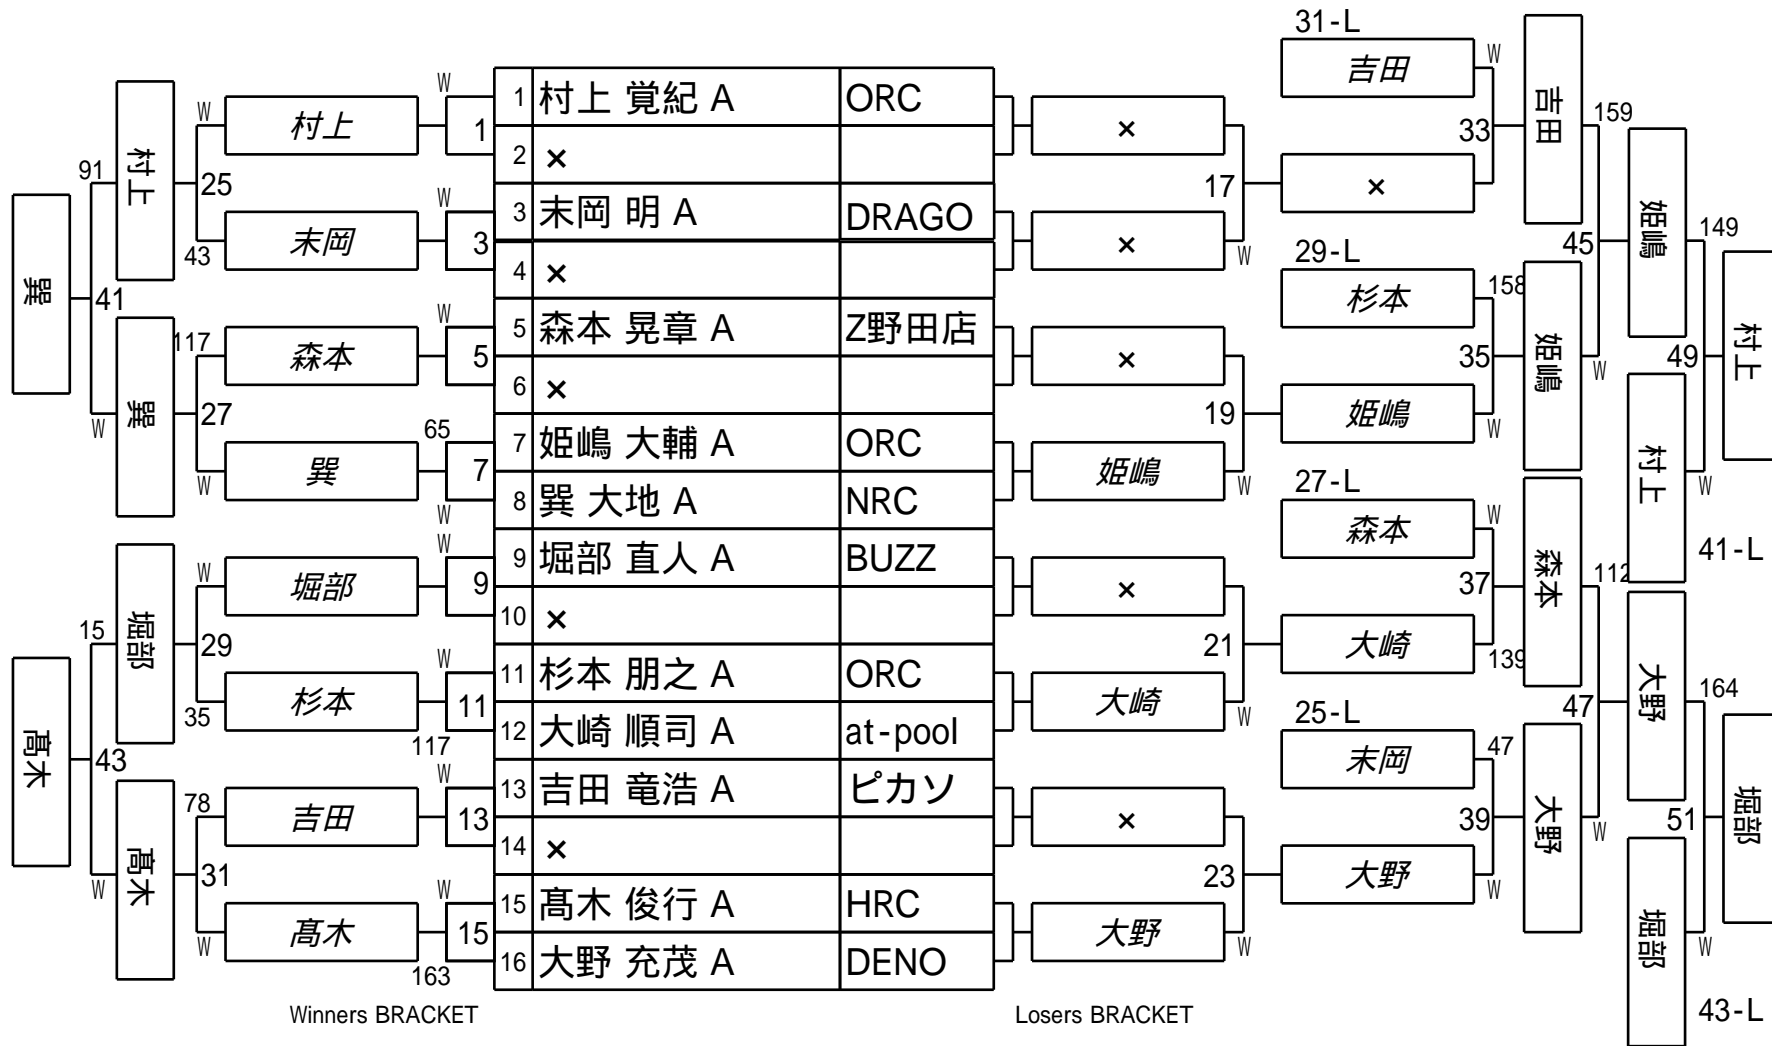 31-L
吉田
W
吉田
33
159
×
姫嶋
149
45
29-L
杉本
158
35
姫嶋
W
姫嶋
W
村上
49
村上
W
41-L
27-L
森本
W
森本
37
112
大崎
139
47
大野
164
25-L
末岡
47
39
大野
W
大野
W
堀部
51
堀部
W
43-L
W
1 村上 覚紀 A ORC
1
2 ×
W
3 末岡 明 A DRAGO
3
4 ×
W
5 森本 晃章 A Z野田店
5
6 ×
65
7 姫嶋 大輔 A ORC
7
8 巽 大地 A NRC
W
W
9 堀部 直人 A BUZZ
9
10 ×
W
11 杉本 朋之 A ORC
11
12 大崎 順司 A at-pool
117
W
13 吉田 竜浩 A ピカソ
13
14 ×
W
15 髙木 俊行 A HRC
15
16 大野 充茂 A DENO
163
W
村上
25
末岡
43
村上
91
巽
41
117
森本
27
巽
W
巽
W
W
堀部
29
杉本
35
堀部
15
髙木
43
78
吉田
31
髙木
W
髙木
W
×
17
×
W
×
19
姫嶋
W
×
21
大崎
W
×
23
大野
W
Winners BRACKET
Losers BRACKET